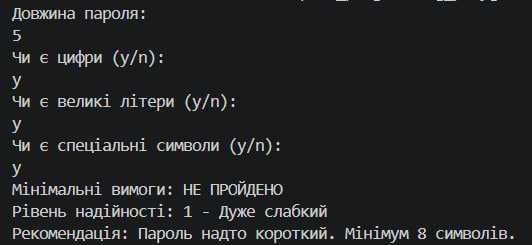 Довжина пароля:
5
Чи є цифри (y/n):
y
Чи є великі літери (y/n):
y
Чи є спеціальні символи (y/n):
y
Мінімальні вимоги: НЕ ПРОЙДЕНО
Рівень надійності: 1 - Дуже слабкий
Рекомендація: Пароль надто короткий. Мінімум 8 символів.